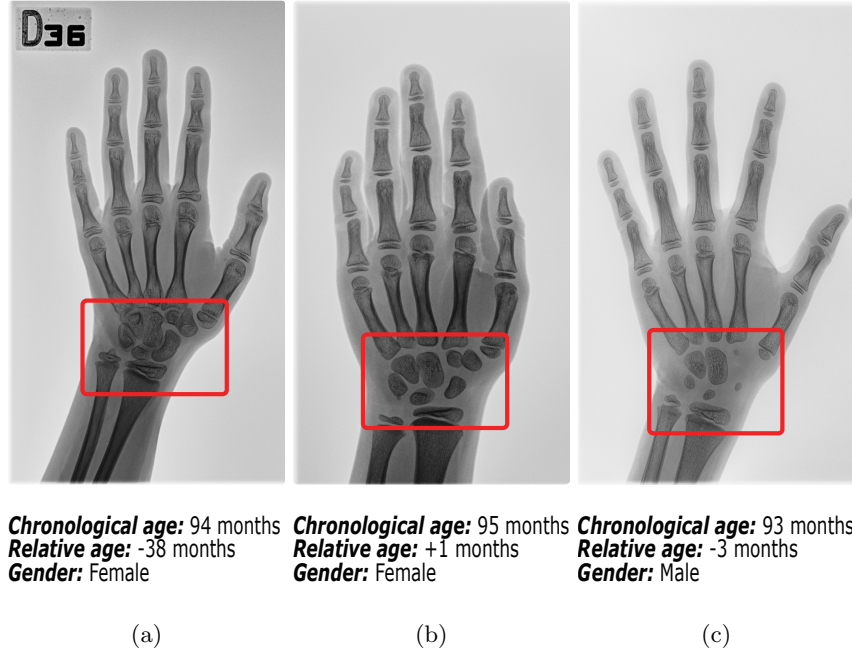 D36
Chronological age: 94 months
Relative age: -38 months
Gender: Female
Chronological age: 95 months
Relative age: +1 months
Gender: Female
Chronological age: 93 months
Relative age: -3 months
Gender: Male
(a)
(b)
(c)